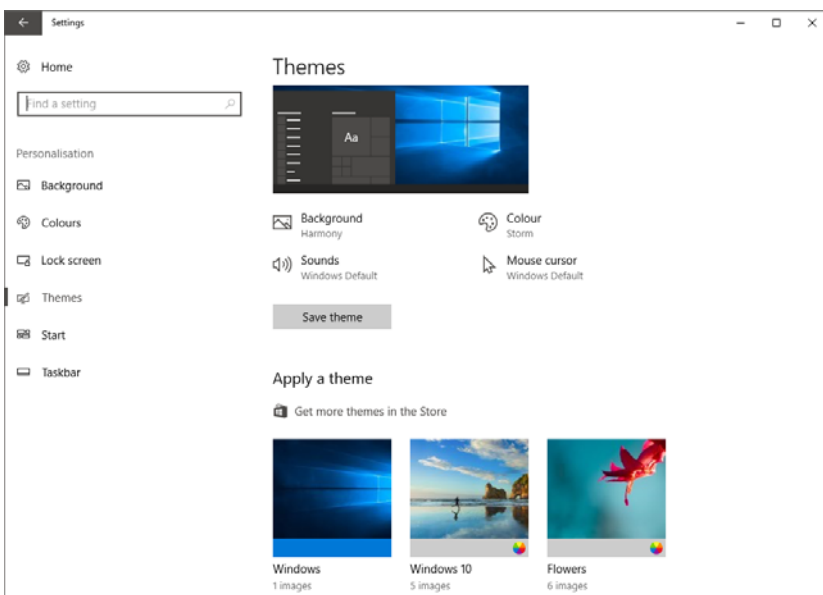 Settings
Home
Find a setting
Personalisation
Background
Colours
Lock screen
Themes
Start
Taskbar
Themes
Aa
Background
Harmony
Colour
Storm
Sounds
Windows Default
Mouse cursor
Windows Default
Save theme
Apply a theme
Get more themes in the Store
Windows
1 images
Windows 10
5 images
Flowers
6 images